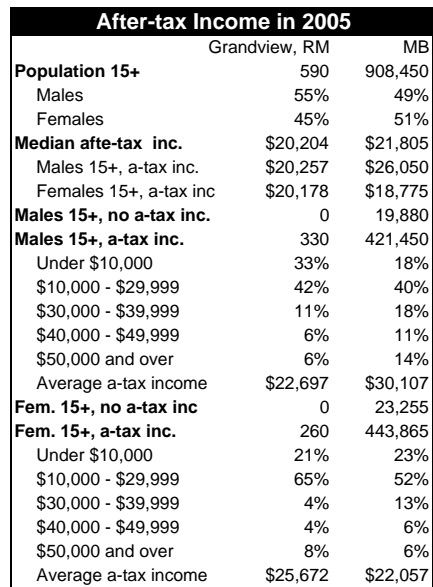 After-tax Income in 2005
Grandview, RM MB
Population 15+ 590 908,450
Males 55% 49%
Females 45% 51%
Median afte-tax inc. $20,204 $21,805
Males 15+, a-tax inc. $20,257 $26,050
Females 15+, a-tax inc $20,178 $18,775
Males 15+, no a-tax inc. 0 19,880
Males 15+, a-tax inc. 330 421,450
Under $10,000 33% 18%
$10,000 - $29,999 42% 40%
$30,000 - $39,999 11% 18%
$40,000 - $49,999 6% 11%
$50,000 and over 6% 14%
Average a-tax income $22,697 $30,107
Fem. 15+, no a-tax inc 0 23,255
Fem. 15+, a-tax inc. 260 443,865
Under $10,000 21% 23%
$10,000 - $29,999 65% 52%
$30,000 - $39,999 4% 13%
$40,000 - $49,999 4% 6%
$50,000 and over 8% 6%
Average a-tax income $25,672 $22,057